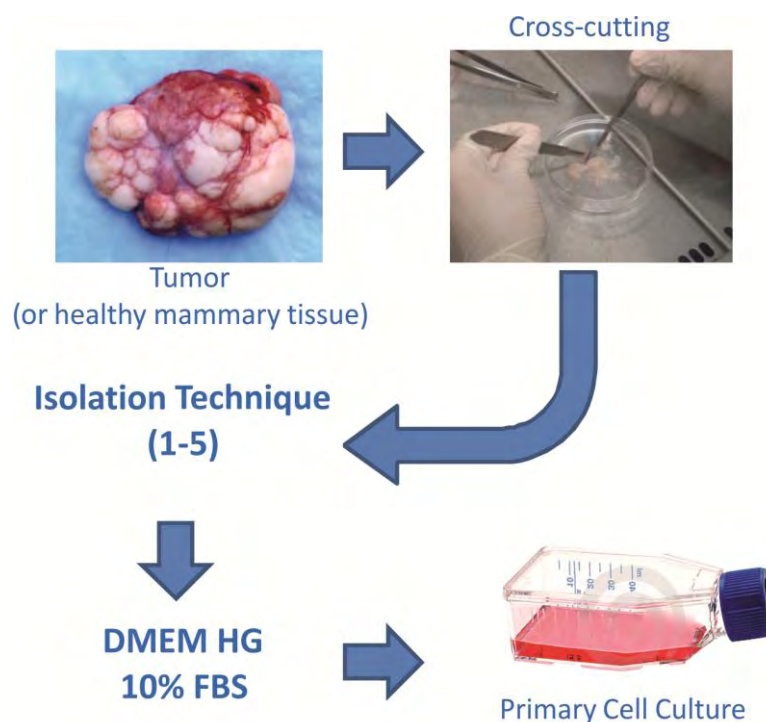 Cross-cutting
Tumor
(or healthy mammary tissue)
Isolation Technique
(1-5)
DMEM HG
10% FBS
Primary Cell Culture